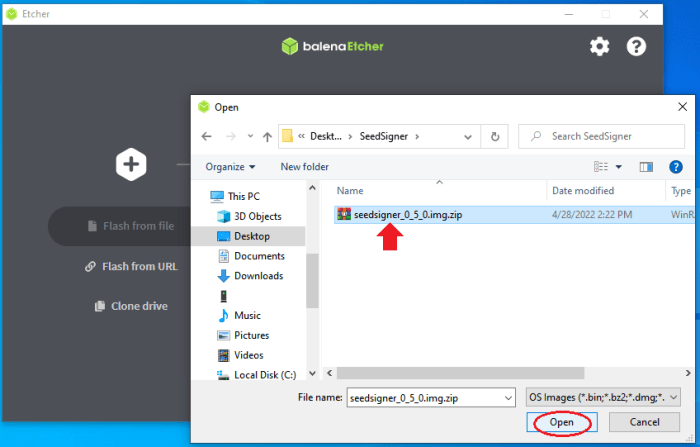 Etcher
balenaEtcher
Flash from file
Flash from URL
Clone drive
Open
« Deskt... > SeedSigner >
Search SeedSigner
Organize
New folder
This PC
3D Objects
Desktop
Documents
Downloads
Music
Pictures
Videos
Local Disk (C:)
Name
Date modified
Type
seedsigner_0_5_0.img.zip
4/28/2022 2:22 PM
WinR
File name:
seedsigner_0_5_0.img.zip
OS Images (*.bin;*.bz2;*.dmg;*.
Open
Cancel